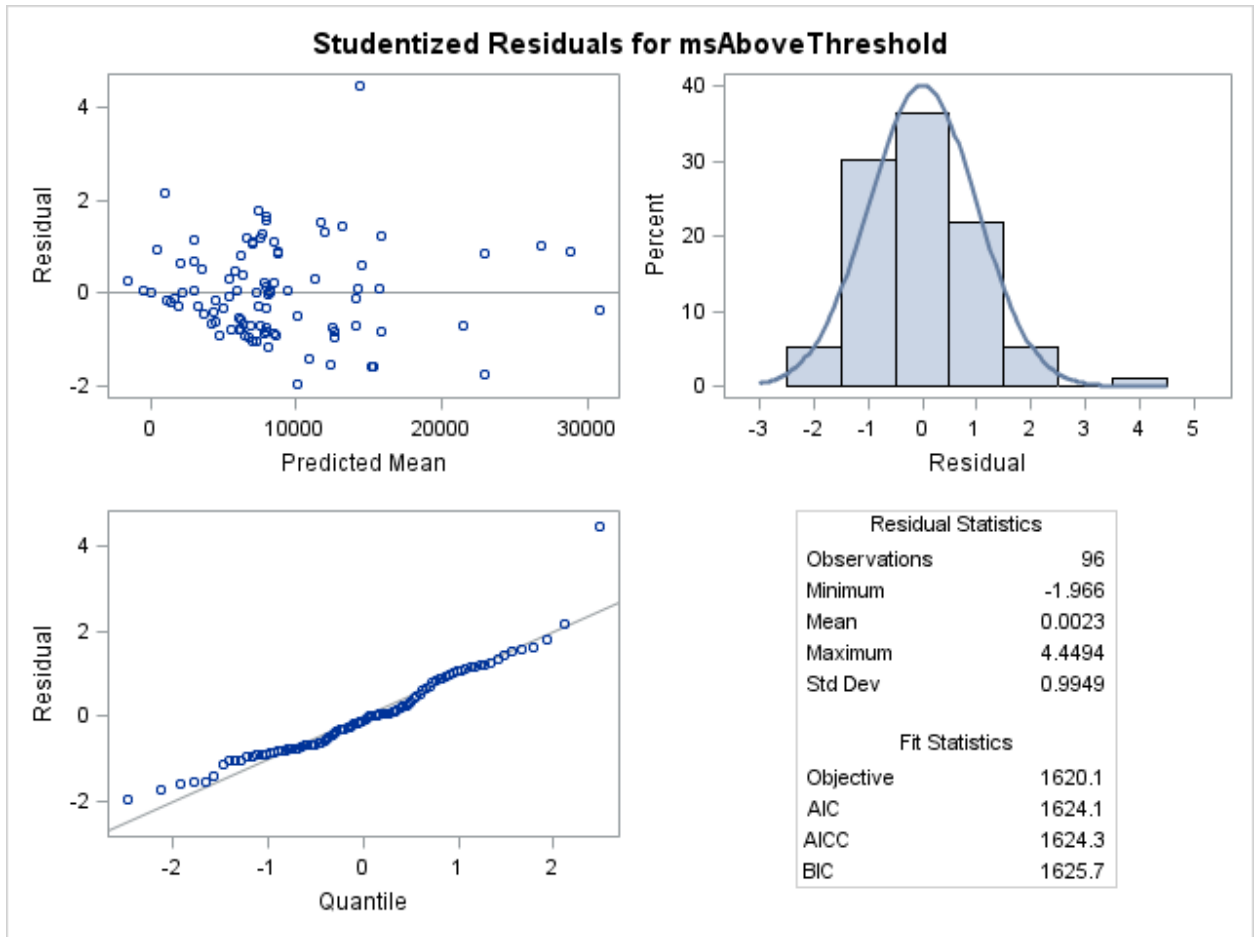 Studentized Residuals for msAboveThreshold
Residual
4
2
0
-2
0 10000 20000 30000
Predicted Mean
Percent
40
30
20
10
0
-3 -2 -1 0 1 2 3 4 5
Residual
Residual
4
2
0
-2
-2 -1 0 1 2
Quantile
Residual Statistics
Observations 96
Minimum -1.966
Mean 0.0023
Maximum 4.4494
Std Dev 0.9949
Fit Statistics
Objective 1620.1
AIC 1624.1
AICC 1624.3
BIC 1625.7